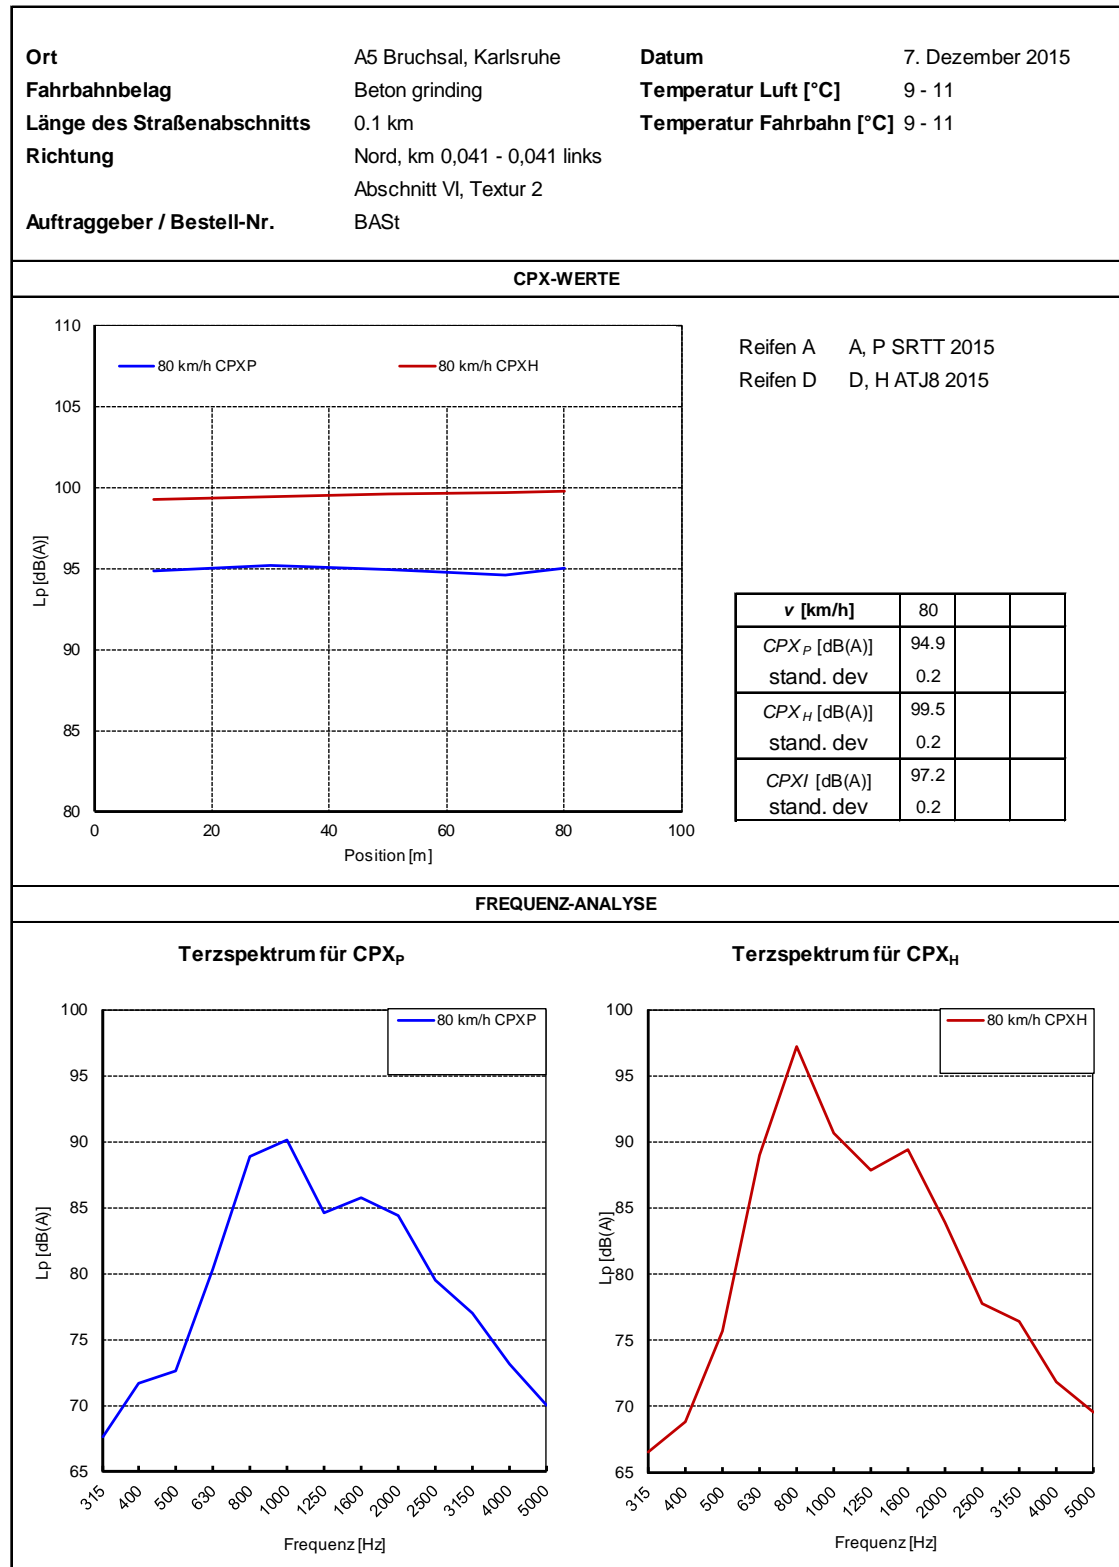 Ort A5 Bruchsal, Karlsruhe Datum 7. Dezember 2015
Fahrbahnbelag Beton grinding Temperatur Luft [°C] 9 - 11
Länge des Straßenabschnitts 0.1 km Temperatur Fahrbahn [°C] 9 - 11
Richtung Nord, km 0,041 - 0,041 links
Abschnitt VI, Textur 2
Auftraggeber / Bestell-Nr. BASt
CPX-WERTE
110
105
100
95
90
85
80
Lp [dB(A)]
80 km/h CPXP 80 km/h CPXH
0 20 40 60 80 100
Position [m]
Reifen A A, P SRTT 2015
Reifen D D, H ATJ8 2015
v [km/h] 80
CPX P [dB(A)] 94.9
stand. dev 0.2
CPX H [dB(A)] 99.5
stand. dev 0.2
CPXI [dB(A)] 97.2
stand. dev 0.2
FREQUENZ-ANALYSE
Terzspektrum für CPXP
100
95
90
85
80
75
70
65
Lp [dB(A)]
80 km/h CPXP
315 400 500 630 800 1000 1250 1600 2000 2500 3150 4000 5000
Frequenz [Hz]
Terzspektrum für CPXH
100
95
90
85
80
75
70
65
Lp [dB(A)]
80 km/h CPXH
315 400 500 630 800 1000 1250 1600 2000 2500 3150 4000 5000
Frequenz [Hz]